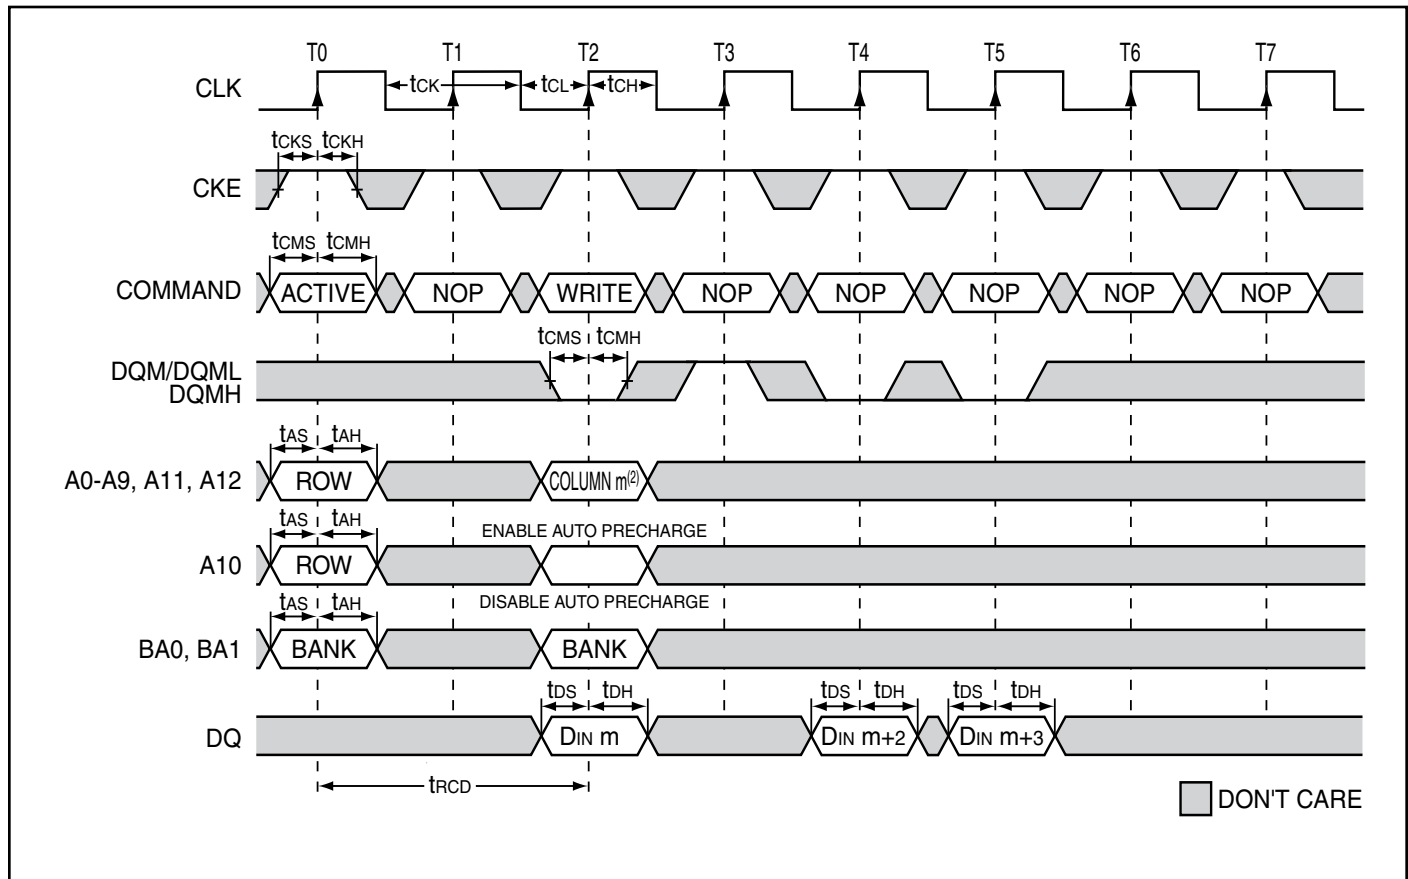 T0 T1 T2 T3 T4 T5 T6 T7
CLK tCK tCL tCH
tCKS tCKH
CKE
tCMS tCMH
COMMAND ACTIVE NOP WRITE NOP NOP NOP NOP NOP
tCMS tCMH
DQM/DQML
DQMH
tAS tAH
A0-A9, A11, A12 ROW COLUMN m(2)
tAS tAH ENABLE AUTO PRECHARGE
A10 ROW
tAS tAH DISABLE AUTO PRECHARGE
BA0, BA1 BANK BANK
tDS tDH tDS tDH tDS tDH
DQ DIN m DIN m+2 DIN m+3
tRCD
DON'T CARE